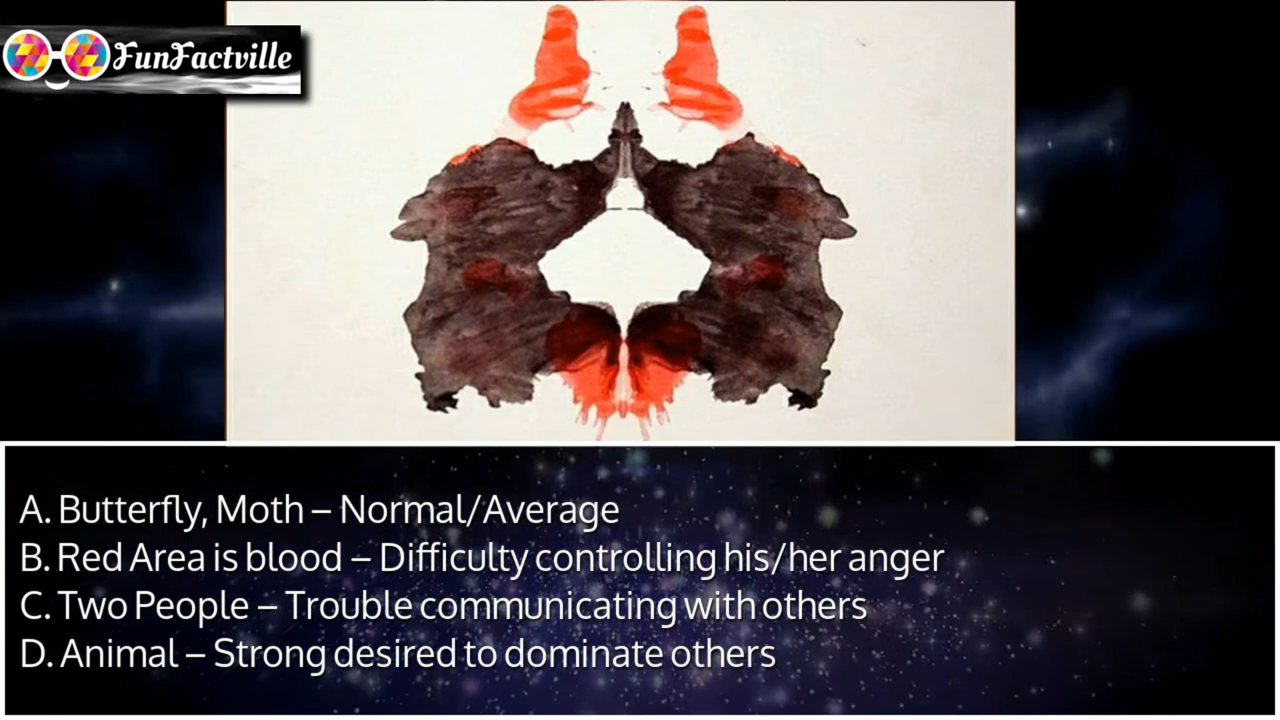 FunFactville
A. Butterfly, Moth – Normal/Average
B. Red Area is blood – Difficulty controlling his/her anger
C. Two People – Trouble communicating with others
D. Animal – Strong desired to dominate others